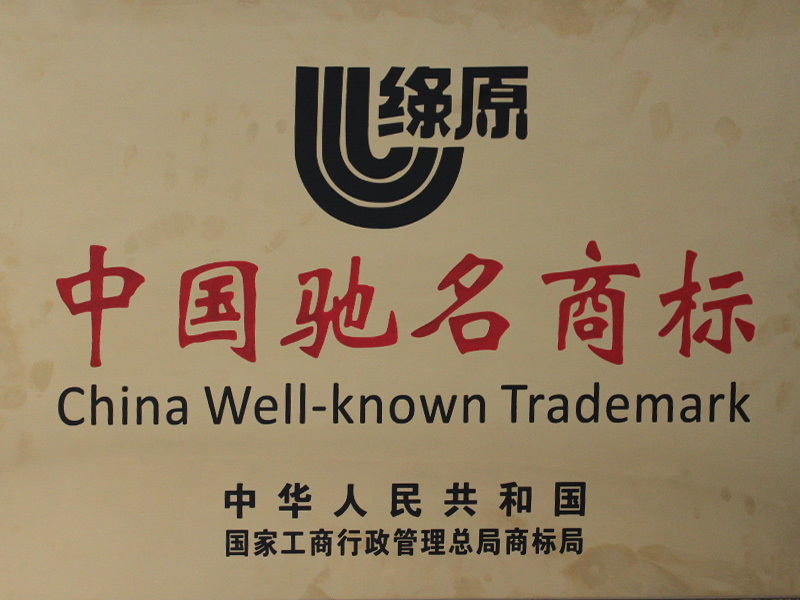 绿原
中国驰名商标
China Well-known Trademark
中华人民共和国
国家工商行政管理总局商标局